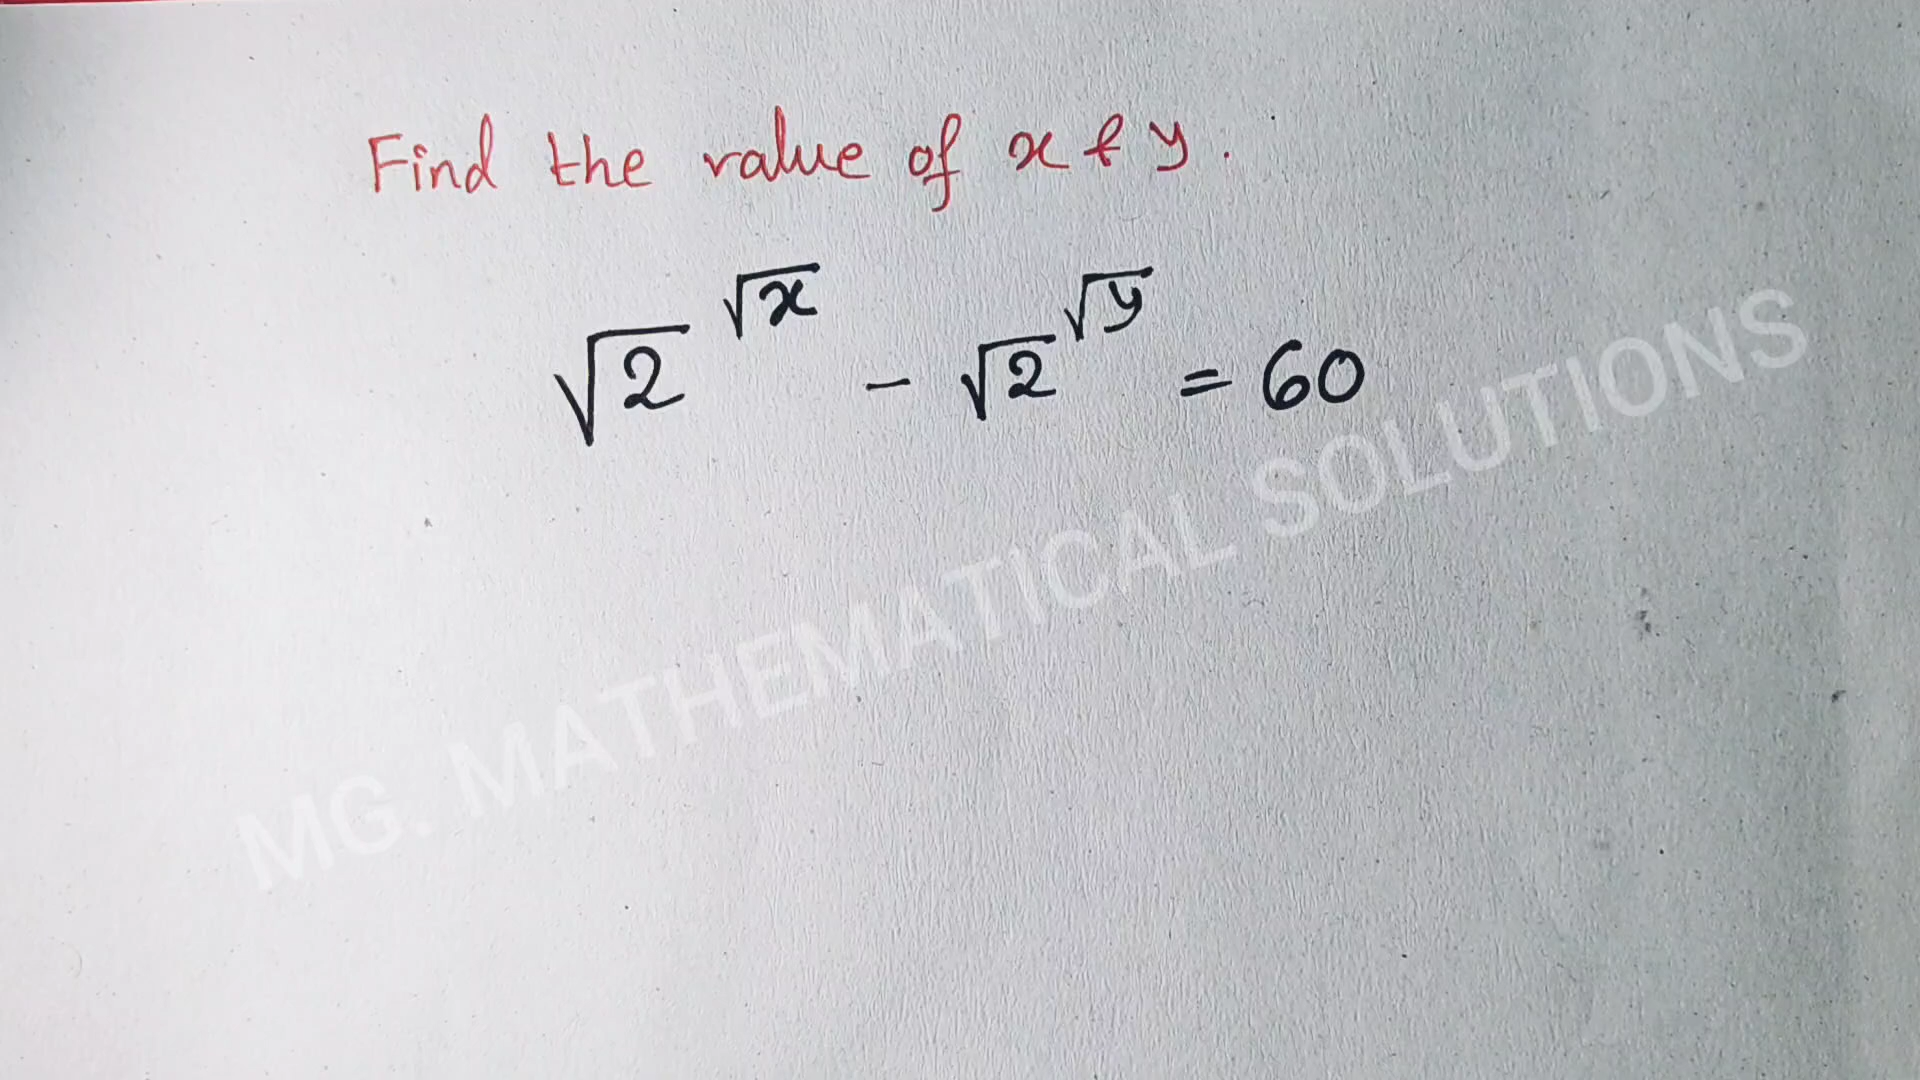 Find the value of x & y.
√2^√x - √2^√y = 60
MG. MATHEMATICAL SOLUTIONS